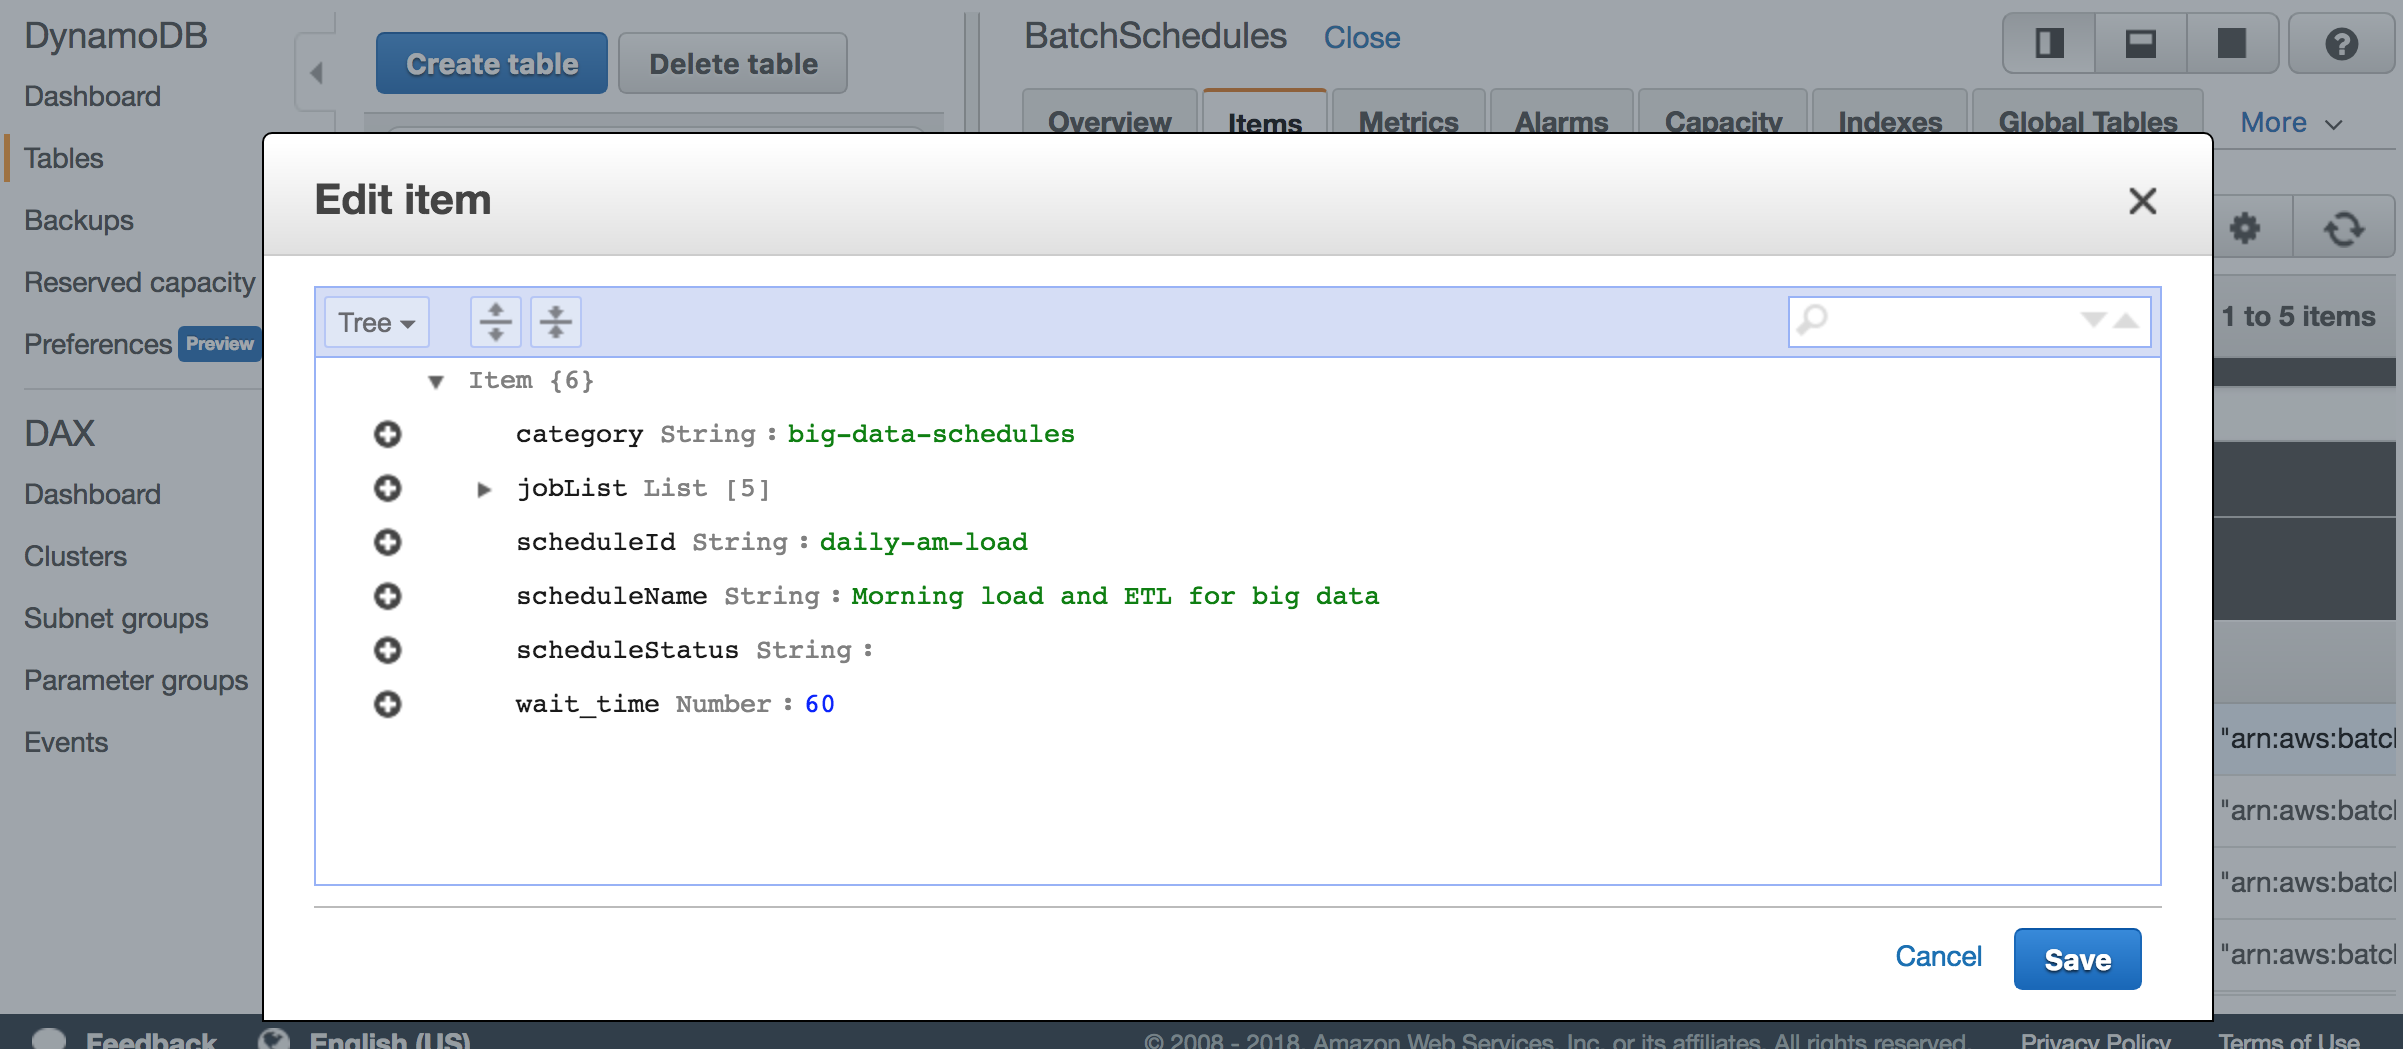 DynamoDB
Dashboard
Tables
Backups
Reserved capacity
Preferences Preview
DAX
Dashboard
Clusters
Subnet groups
Parameter groups
Events
Create table Delete table
BatchSchedules Close
Overview Items Metrics Alarms Capacity Indexes Global Tables More
Edit item
Tree
Item {6}
category String : big-data-schedules
jobList List [5]
scheduleId String : daily-am-load
scheduleName String : Morning load and ETL for big data
scheduleStatus String :
wait_time Number : 60
Cancel Save
1 to 5 items
"arn:aws:batc
"arn:aws:batc
"arn:aws:batc
"arn:aws:batc
Feedback English (US) © 2008 - 2018, Amazon Web Services, Inc. or its affiliates. All rights reserved. Privacy Policy Terms of Use